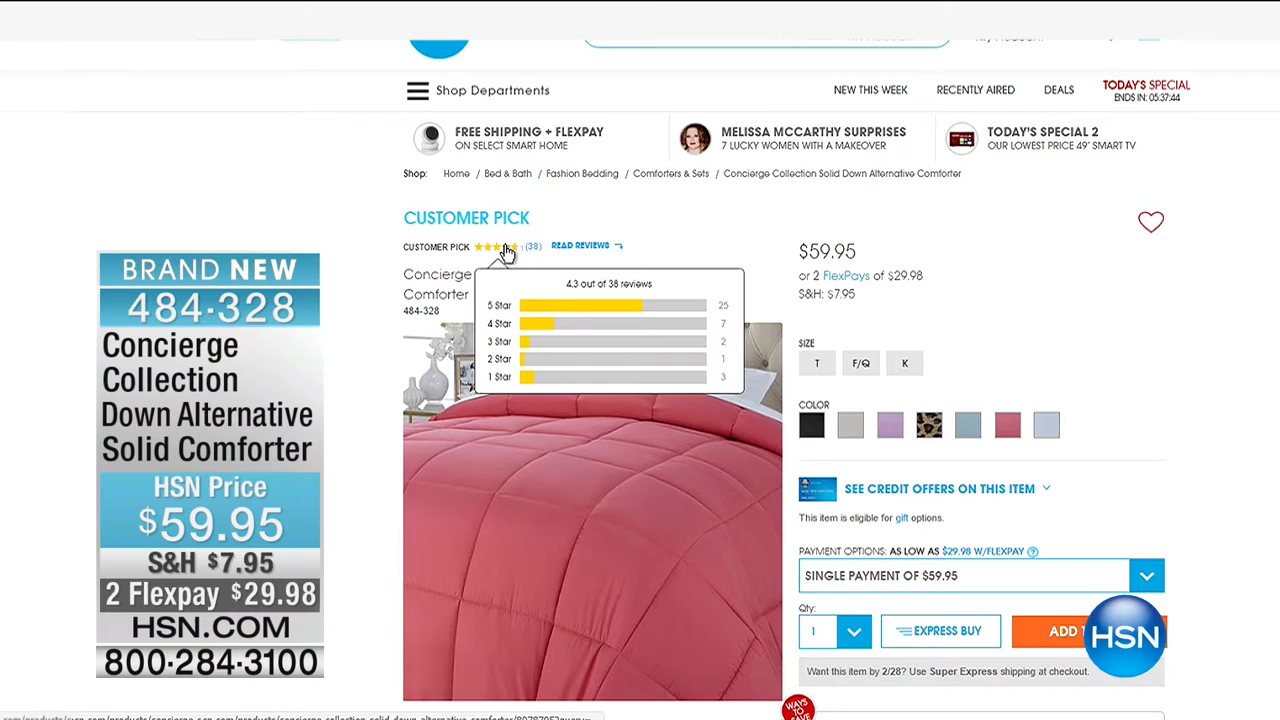 Shop Departments
NEW THIS WEEK
RECENTLY AIRED
DEALS
TODAY'S SPECIAL
ENDS IN: 05:37:44
FREE SHIPPING + FLEXPAY
ON SELECT SMART HOME
MELISSA MCCARTHY SURPRISES
7 LUCKY WOMEN WITH A MAKEOVER
TODAY'S SPECIAL 2
OUR LOWEST PRICE 49" SMART TV
Shop: Home / Bed & Bath / Fashion Bedding / Comforters & Sets / Concierge Collection Solid Down Alternative Comforter
CUSTOMER PICK
CUSTOMER PICK (38) READ REVIEWS
Concierge
Comforter
484-328
4.3 out of 38 reviews
5 Star 25
4 Star 7
3 Star 2
2 Star 1
1 Star 3
$59.95
or 2 FlexPays of $29.98
S&H: $7.95
SIZE
T F/Q K
COLOR
SEE CREDIT OFFERS ON THIS ITEM
This item is eligible for gift options.
PAYMENT OPTIONS: AS LOW AS $29.98 W/FLEXPAY ?
SINGLE PAYMENT OF $59.95
Qty:
1 EXPRESS BUY ADD
HSN
Want this item by 2/28? Use Super Express shipping at checkout.
WAYS
TO
SAVE
BRAND NEW
484-328
Concierge
Collection
Down Alternative
Solid Comforter
HSN Price
$59.95
S&H $7.95
2 Flexpay $29.98
HSN.COM
800-284-3100